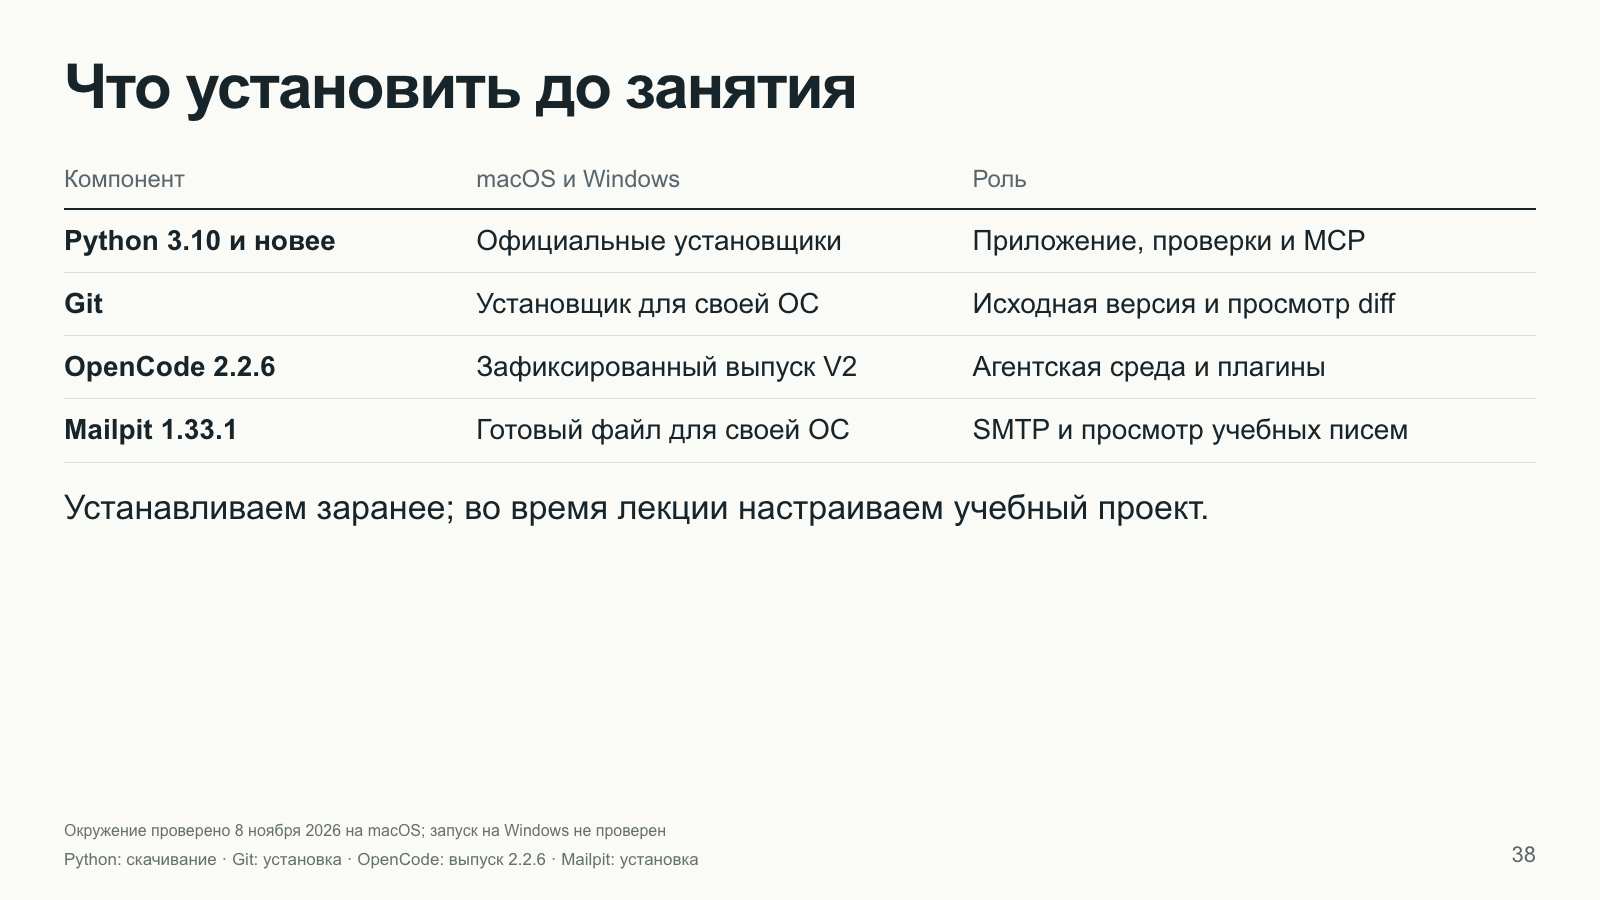 Что установить до занятия
Компонент macOS и Windows Роль
Python 3.10 и новее Официальные установщики Приложение, проверки и MCP
Git Установщик для своей ОС Исходная версия и просмотр diff
OpenCode 2.2.6 Зафиксированный выпуск V2 Агентская среда и плагины
Mailpit 1.33.1 Готовый файл для своей ОС SMTP и просмотр учебных писем
Устанавливаем заранее; во время лекции настраиваем учебный проект.
Окружение проверено 8 ноября 2026 на macOS; запуск на Windows не проверен
Python: скачивание · Git: установка · OpenCode: выпуск 2.2.6 · Mailpit: установка
38